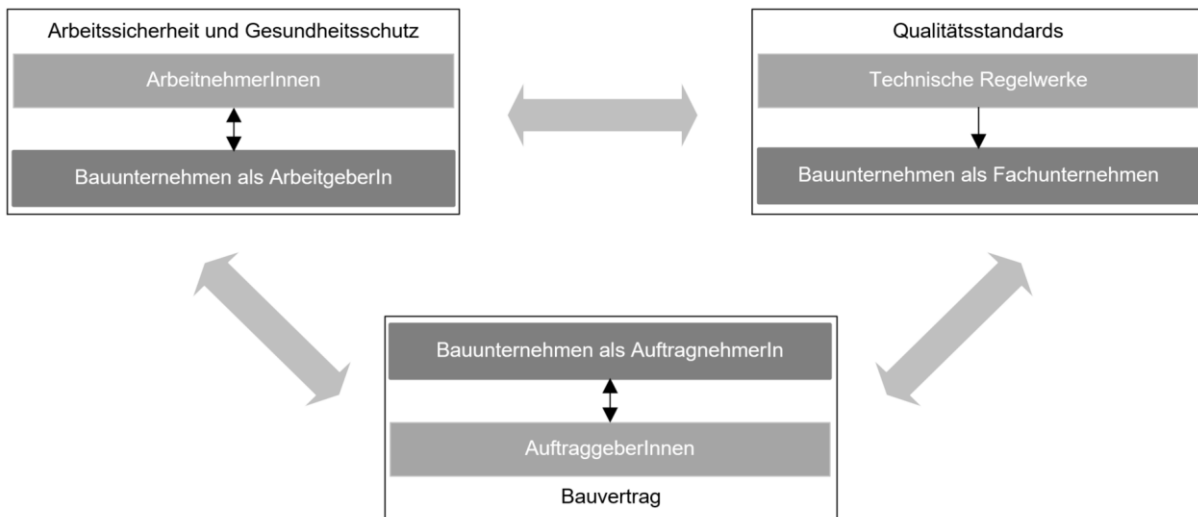 Arbeitssicherheit und Gesundheitsschutz
ArbeitnehmerInnen
Bauunternehmen als ArbeitgeberIn
Qualitätsstandards
Technische Regelwerke
Bauunternehmen als Fachunternehmen
Bauunternehmen als AuftragnehmerIn
AuftraggeberInnen
Bauvertrag